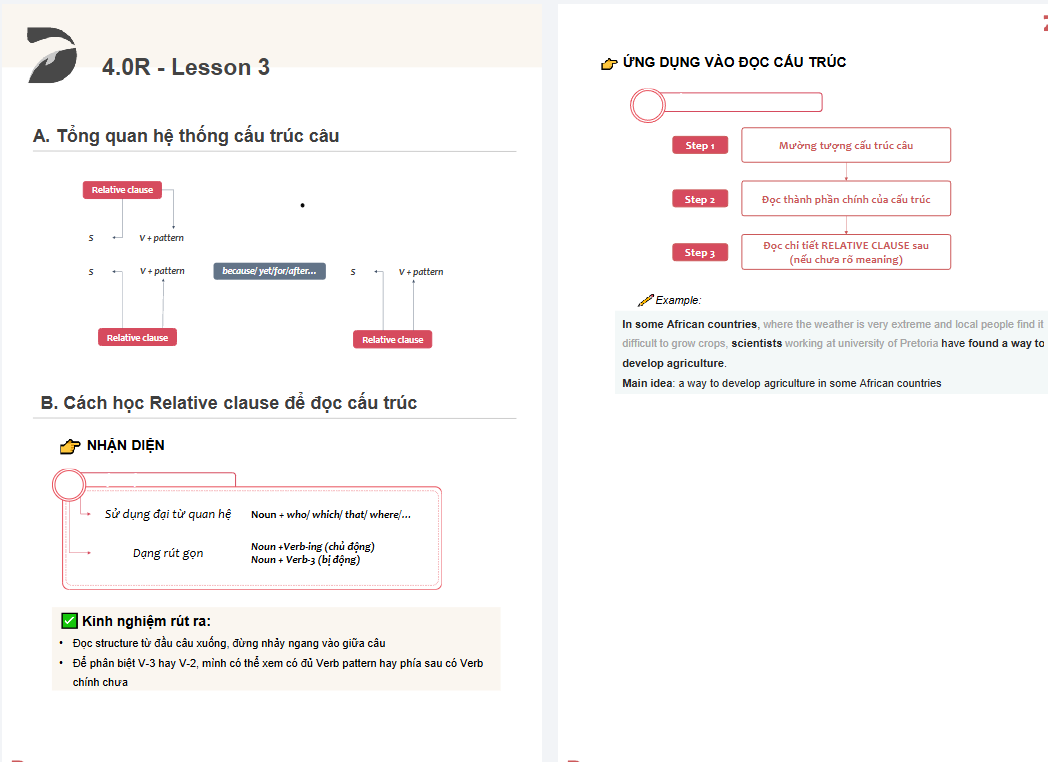 4.0R - Lesson 3
A. Tổng quan hệ thống cấu trúc câu
Relative clause
S
V + pattern
S
V + pattern
because/ yet/for/after...
S
V + pattern
Relative clause
Relative clause
B. Cách học Relative clause để đọc cấu trúc
NHẬN DIỆN
Sử dụng đại từ quan hệ
Noun + who/ which/ that/ where/...
Dạng rút gọn
Noun +Verb-ing (chủ động)
Noun + Verb-3 (bị động)
Kinh nghiệm rút ra:
• Đọc structure từ đầu câu xuống, đừng nhảy ngang vào giữa câu
• Để phân biệt V-3 hay V-2, mình có thể xem có đủ Verb pattern hay phía sau có Verb
chính chưa
ỨNG DỤNG VÀO ĐỌC CẤU TRÚC
Step 1
Mường tượng cấu trúc câu
Step 2
Đọc thành phần chính của cấu trúc
Step 3
Đọc chi tiết RELATIVE CLAUSE sau
(nếu chưa rõ meaning)
Example:
In some African countries, where the weather is very extreme and local people find it
difficult to grow crops, scientists working at university of Pretoria have found a way to
develop agriculture.
Main idea: a way to develop agriculture in some African countries